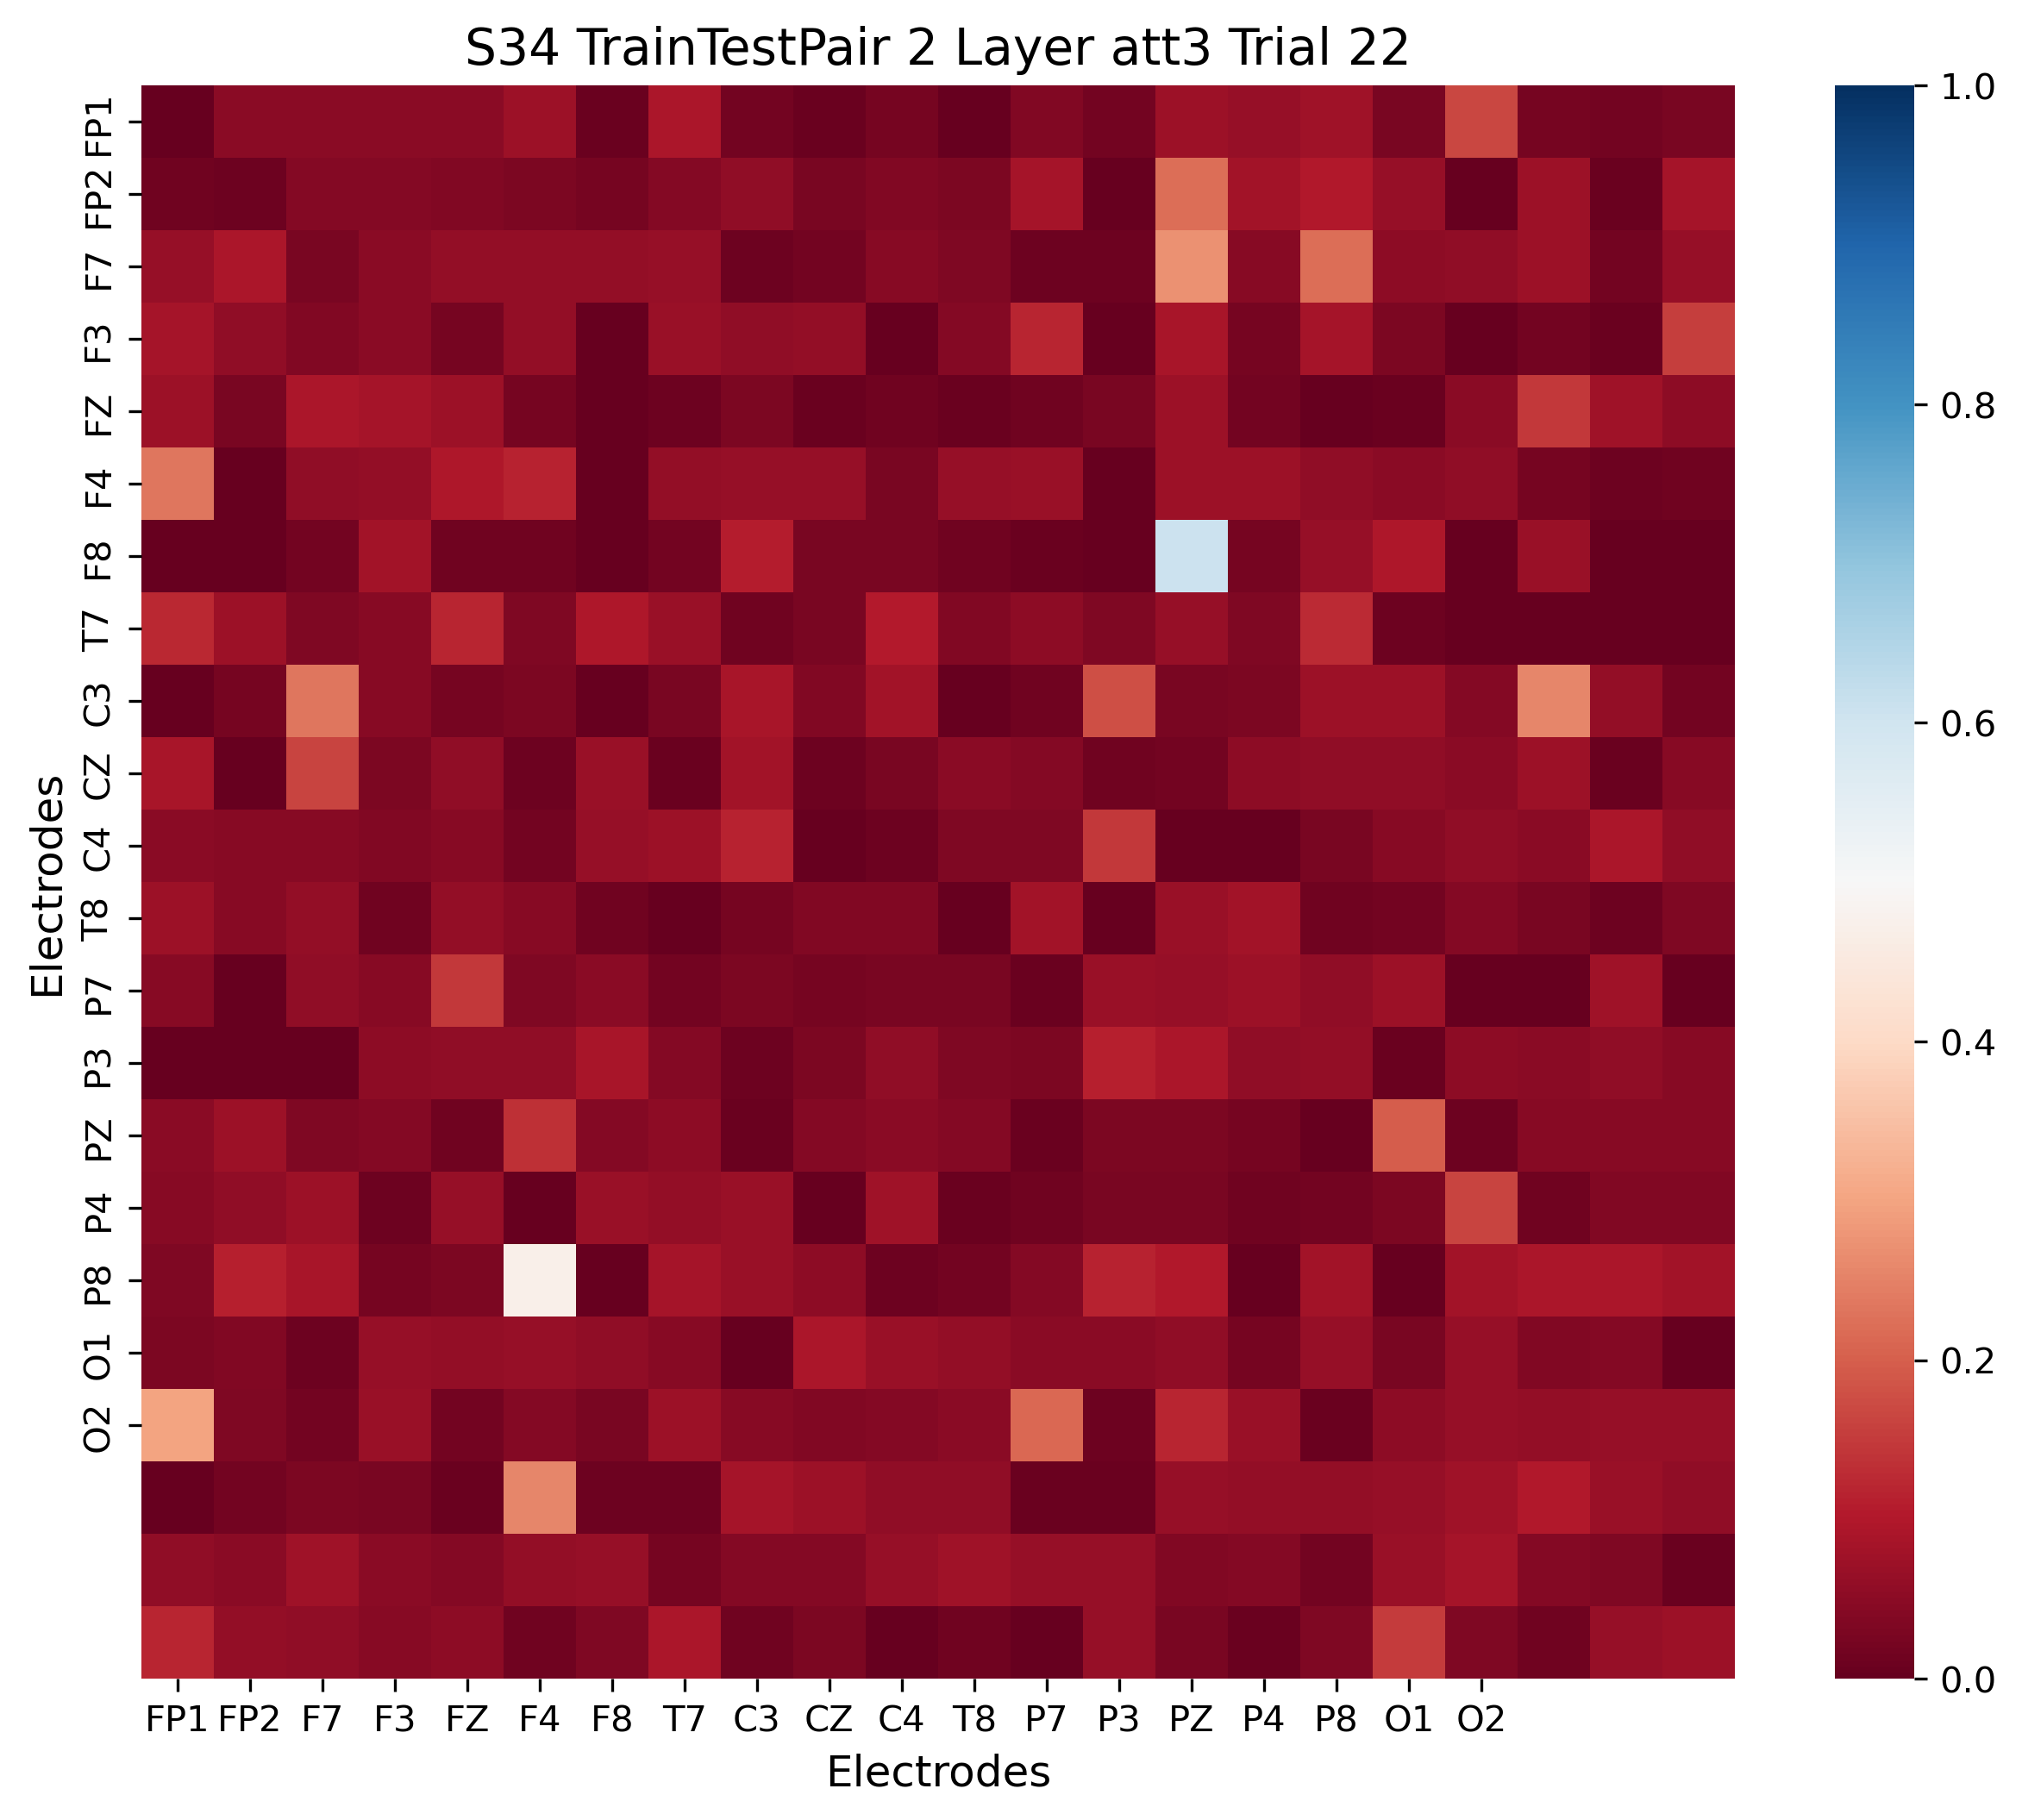 S34 TrainTestPair 2 Layer att3 Trial 22
Electrodes
FP1
FP2
F7
F3
FZ
F4
F8
T7
C3
CZ
C4
T8
P7
P3
PZ
P4
P8
O1
O2
FP1 FP2 F7 F3 FZ F4 F8 T7 C3 CZ C4 T8 P7 P3 PZ P4 P8 O1 O2
Electrodes
1.0
0.8
0.6
0.4
0.2
0.0